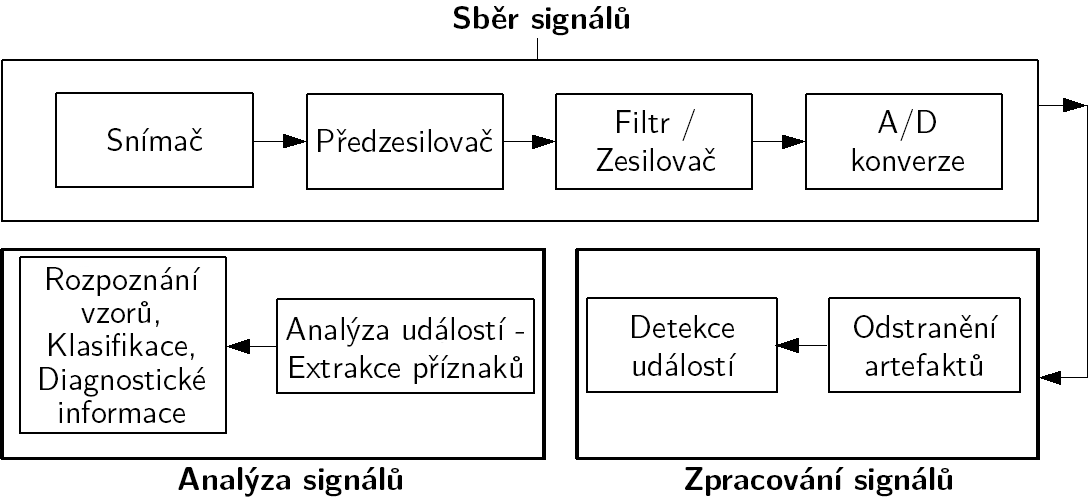 Sběr signálů
Snímač
Předzesilovač
Filtr /
Zesilovač
A/D
konverze
Rozpoznání
vzorů,
Klasifikace,
Diagnostické
informace
Analýza událostí -
Extrakce příznaků
Detekce
událostí
Odstranění
artefaktů
Analýza signálů
Zpracování signálů